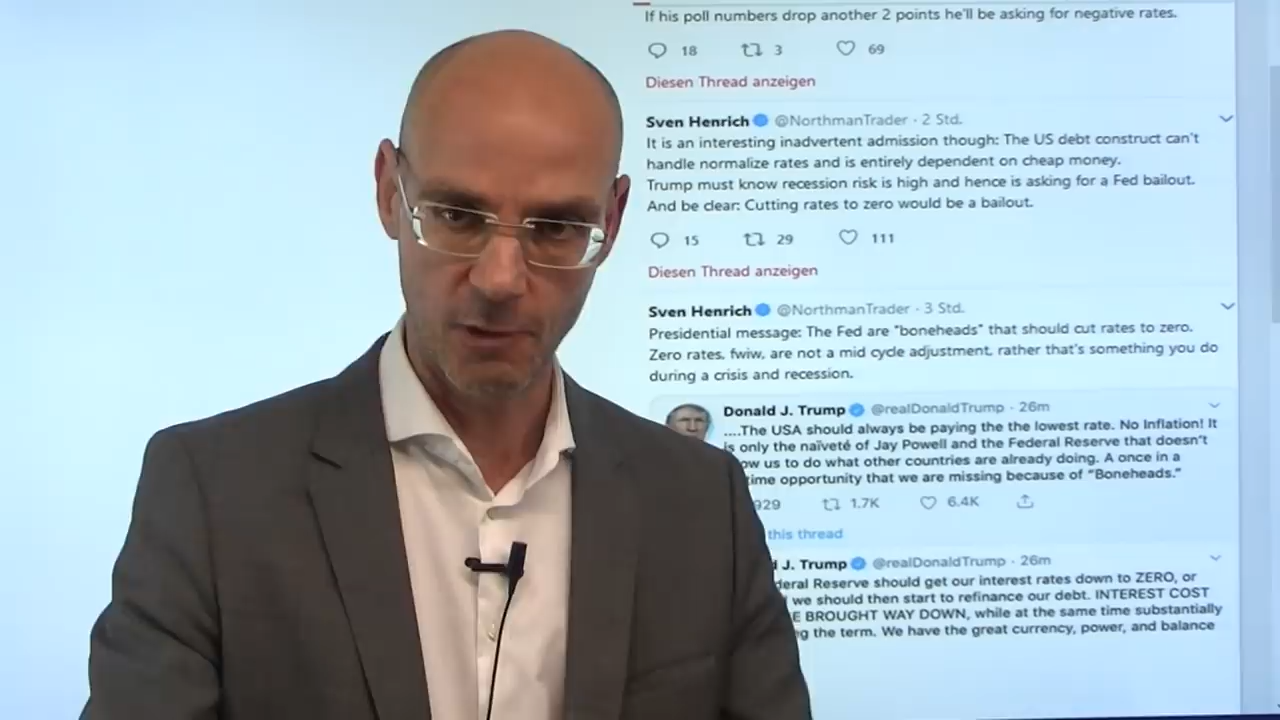 If his poll numbers drop another 2 points he'll be asking for negative rates.
18 3 69
Diesen Thread anzeigen
Sven Henrich @NorthmanTrader · 2 Std.
It is an interesting inadvertent admission though: The US debt construct can't
handle normalize rates and is entirely dependent on cheap money.
Trump must know recession risk is high and hence is asking for a Fed bailout.
And be clear: Cutting rates to zero would be a bailout.
15 29 111
Diesen Thread anzeigen
Sven Henrich @NorthmanTrader · 3 Std.
Presidential message: The Fed are "boneheads" that should cut rates to zero.
Zero rates, fwiw, are not a mid cycle adjustment, rather that's something you do
during a crisis and recession.
Donald J. Trump @realDonaldTrump · 26m
....The USA should always be paying the the lowest rate. No Inflation! It
is only the naïveté of Jay Powell and the Federal Reserve that doesn't
ow us to do what other countries are already doing. A once in a
time opportunity that we are missing because of "Boneheads."
929 1.7K 6.4K
this thread
J. Trump @realDonaldTrump · 26m
deral Reserve should get our interest rates down to ZERO, or
we should then start to refinance our debt. INTEREST COST
E BROUGHT WAY DOWN, while at the same time substantially
g the term. We have the great currency, power, and balance